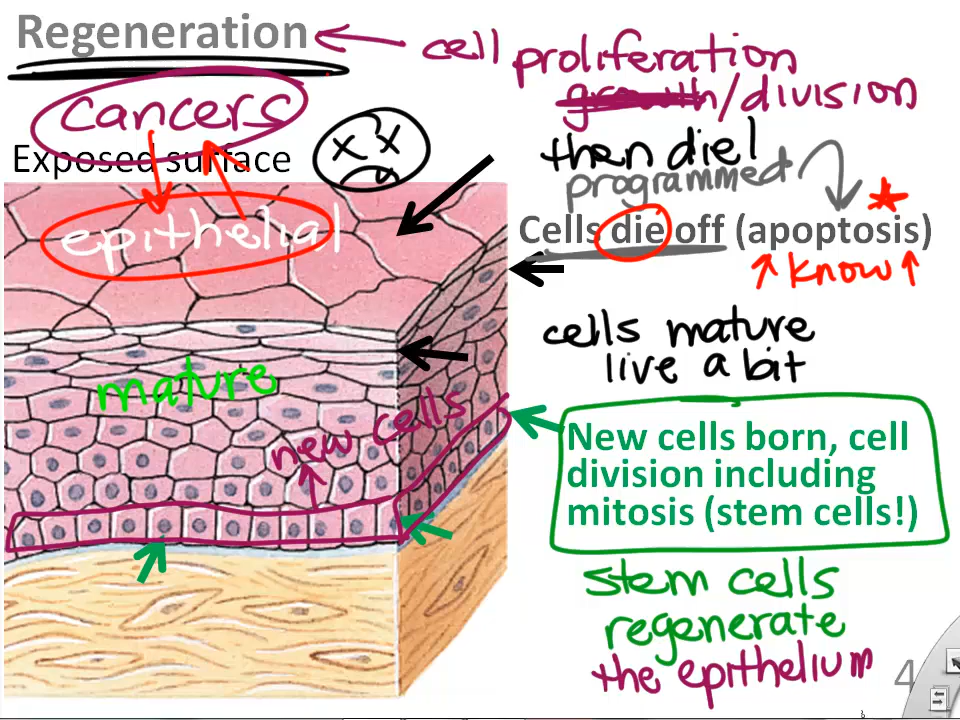 Regeneration
cell proliferation
growth/division
cancers
Exposed surface
then die!
programmed
epithelial
Cells die off (apoptosis)
know
cells mature
live a bit
mature
new cells
New cells born, cell
division including
mitosis (stem cells!)
stem cells
regenerate
the epithelium
4